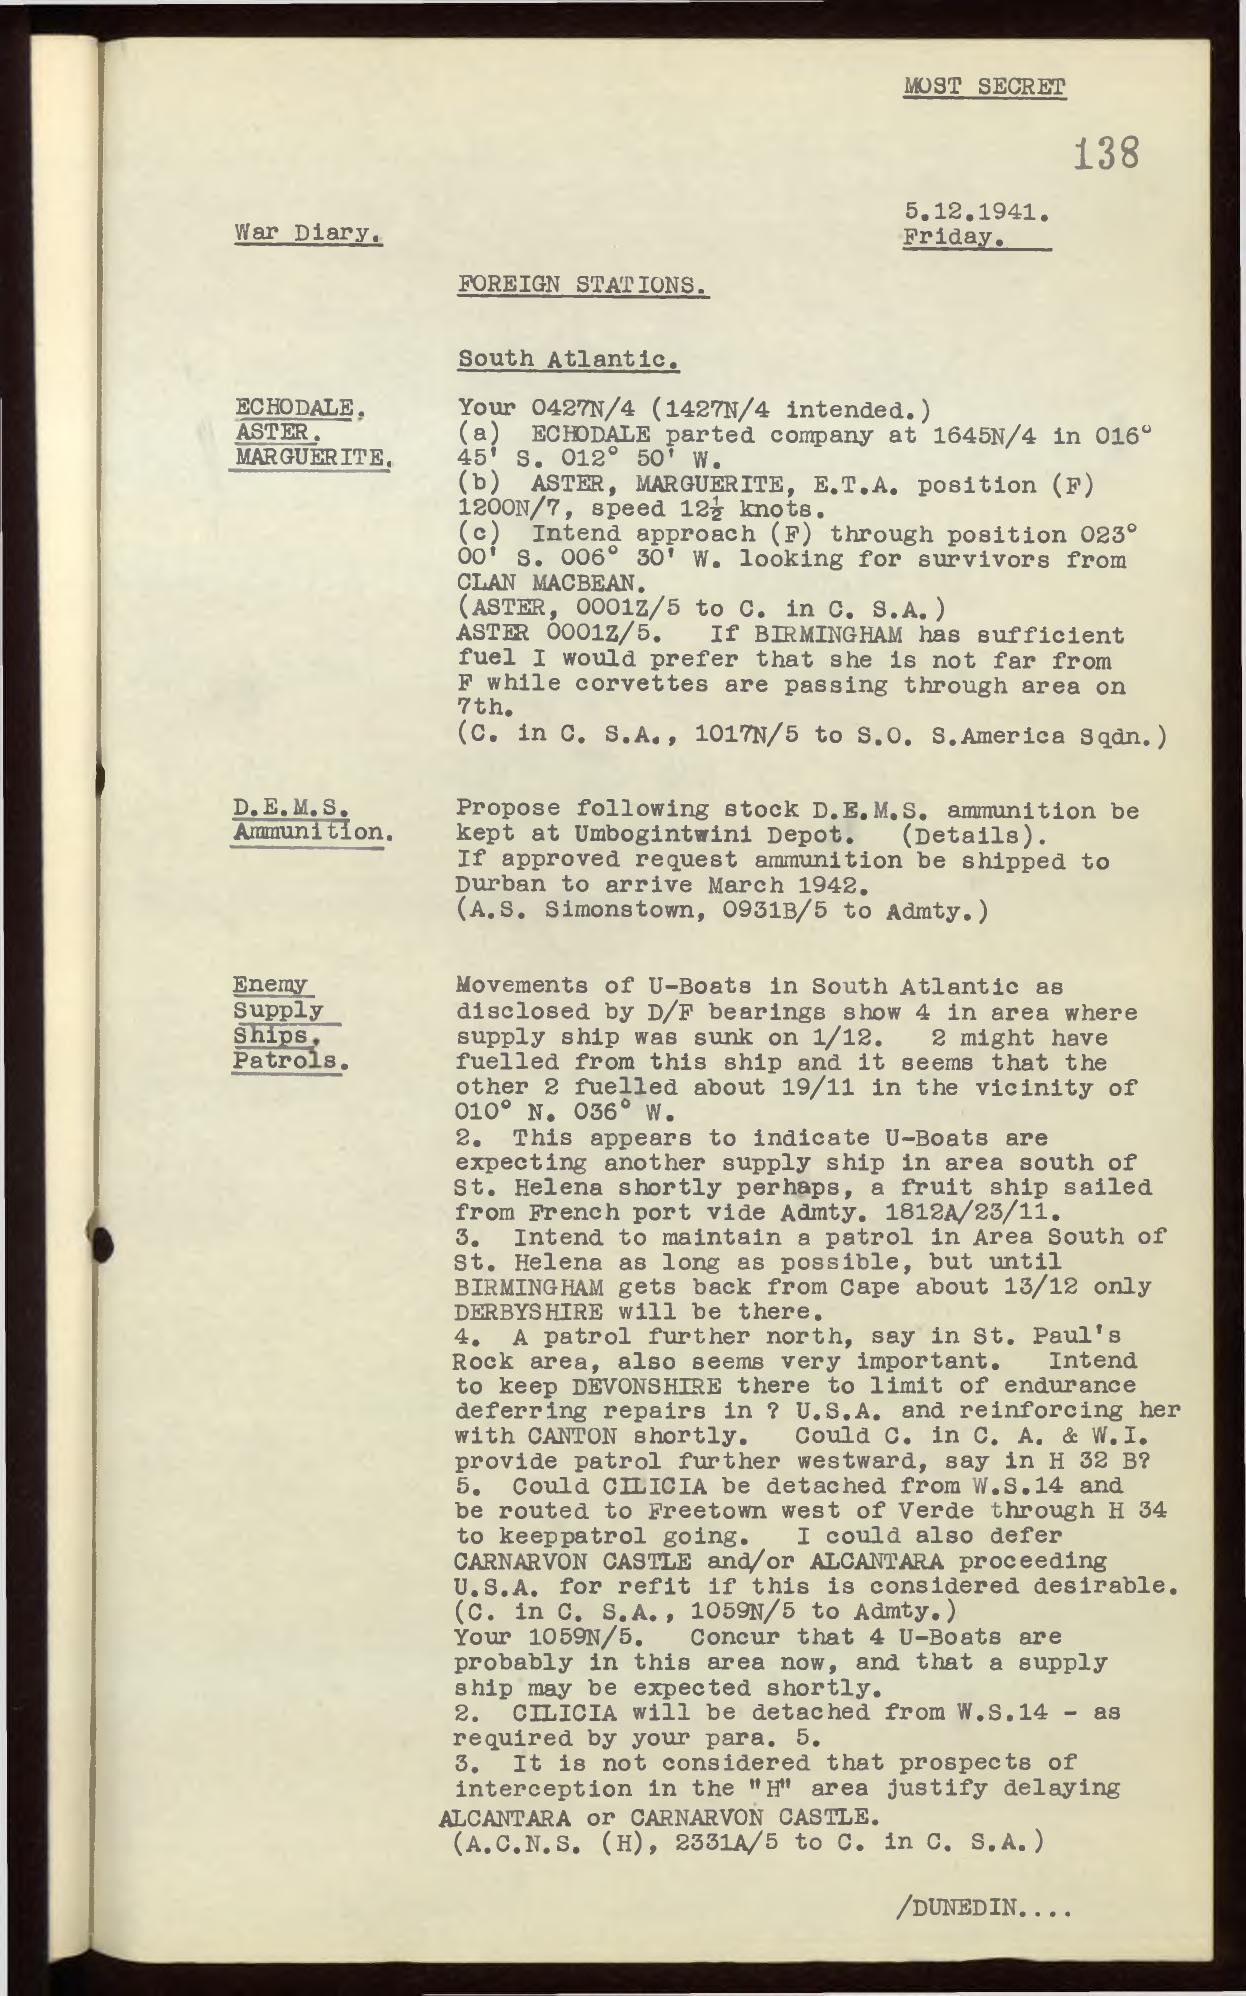 MOST SECRET
138
5.12.1941.
War Diary.
Friday.
FOREIGN STATIONS.
South Atlantic.
ECHODALE.
ASTER.
MARGUERITE.
Your 0427N/4 (1427N/4 intended.)
(a) ECHODALE parted company at 1645N/4 in 016°
45' S. 012° 50' W.
(b) ASTER, MARGUERITE, E.T.A. position (F)
1200N/7, speed 12½ knots.
(c) Intend approach (F) through position 023°
00' S. 006° 30' W. looking for survivors from
CLAN MACBEAN.
(ASTER, 0001Z/5 to C. in C. S.A.)
ASTER 0001Z/5. If BIRMINGHAM has sufficient
fuel I would prefer that she is not far from
F while corvettes are passing through area on
7th.
(C. in C. S.A., 1017N/5 to S.O. S.America Sqdn.)
D.E.M.S.
Ammunition.
Propose following stock D.E.M.S. ammunition be
kept at Umbogintwini Depot. (Details).
If approved request ammunition be shipped to
Durban to arrive March 1942.
(A.S. Simonstown, 0931B/5 to Admty.)
Enemy
Supply
Ships.
Patrols.
Movements of U-Boats in South Atlantic as
disclosed by D/F bearings show 4 in area where
supply ship was sunk on 1/12. 2 might have
fuelled from this ship and it seems that the
other 2 fuelled about 19/11 in the vicinity of
010° N. 036° W.
2. This appears to indicate U-Boats are
expecting another supply ship in area south of
St. Helena shortly perhaps, a fruit ship sailed
from French port vide Admty. 1812A/23/11.
3. Intend to maintain a patrol in Area South of
St. Helena as long as possible, but until
BIRMINGHAM gets back from Cape about 13/12 only
DERBYSHIRE will be there.
4. A patrol further north, say in St. Paul's
Rock area, also seems very important. Intend
to keep DEVONSHIRE there to limit of endurance
deferring repairs in ? U.S.A. and reinforcing her
with CANTON shortly. Could C. in C. A. & W.I.
provide patrol further westward, say in H 32 B?
5. Could CILICIA be detached from W.S.14 and
be routed to Freetown west of Verde through H 34
to keeppatrol going. I could also defer
CARNARVON CASTLE and/or ALCANTARA proceeding
U.S.A. for refit if this is considered desirable.
(C. in C. S.A., 1059N/5 to Admty.)
Your 1059N/5. Concur that 4 U-Boats are
probably in this area now, and that a supply
ship may be expected shortly.
2. CILICIA will be detached from W.S.14 - as
required by your para. 5.
3. It is not considered that prospects of
interception in the "H" area justify delaying
ALCANTARA or CARNARVON CASTLE.
(A.C.N.S. (H), 2331A/5 to C. in C. S.A.)
/DUNEDIN....